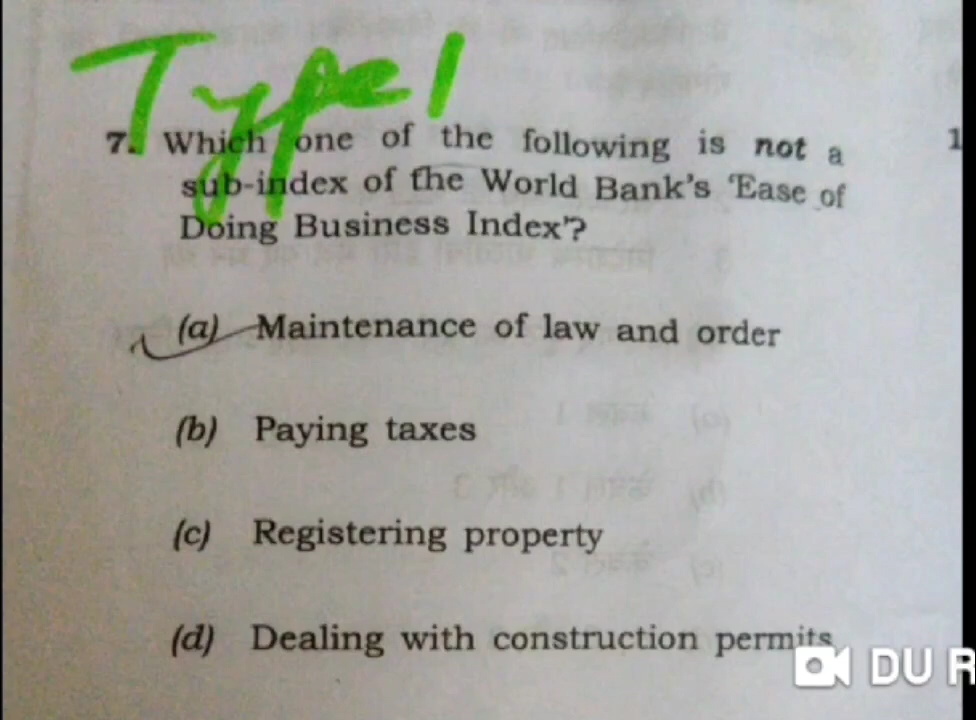 Type 1
7. Which one of the following is not a
sub-index of the World Bank's 'Ease of
Doing Business Index'?
(a) Maintenance of law and order
(b) Paying taxes
(c) Registering property
(d) Dealing with construction permits
DU R